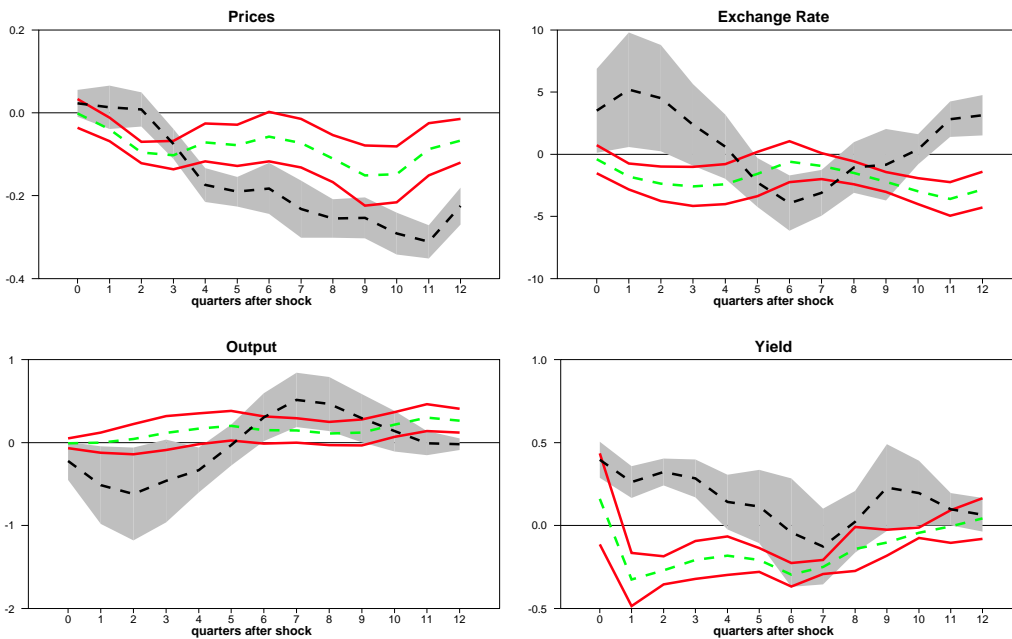 Prices
0.2
0.0
-0.2
-0.4
0 1 2 3 4 5 6 7 8 9 10 11 12
quarters after shock
Exchange Rate
10
5
0
-5
-10
0 1 2 3 4 5 6 7 8 9 10 11 12
quarters after shock
Output
1
0
-1
-2
0 1 2 3 4 5 6 7 8 9 10 11 12
quarters after shock
Yield
1.0
0.5
0.0
-0.5
0 1 2 3 4 5 6 7 8 9 10 11 12
quarters after shock